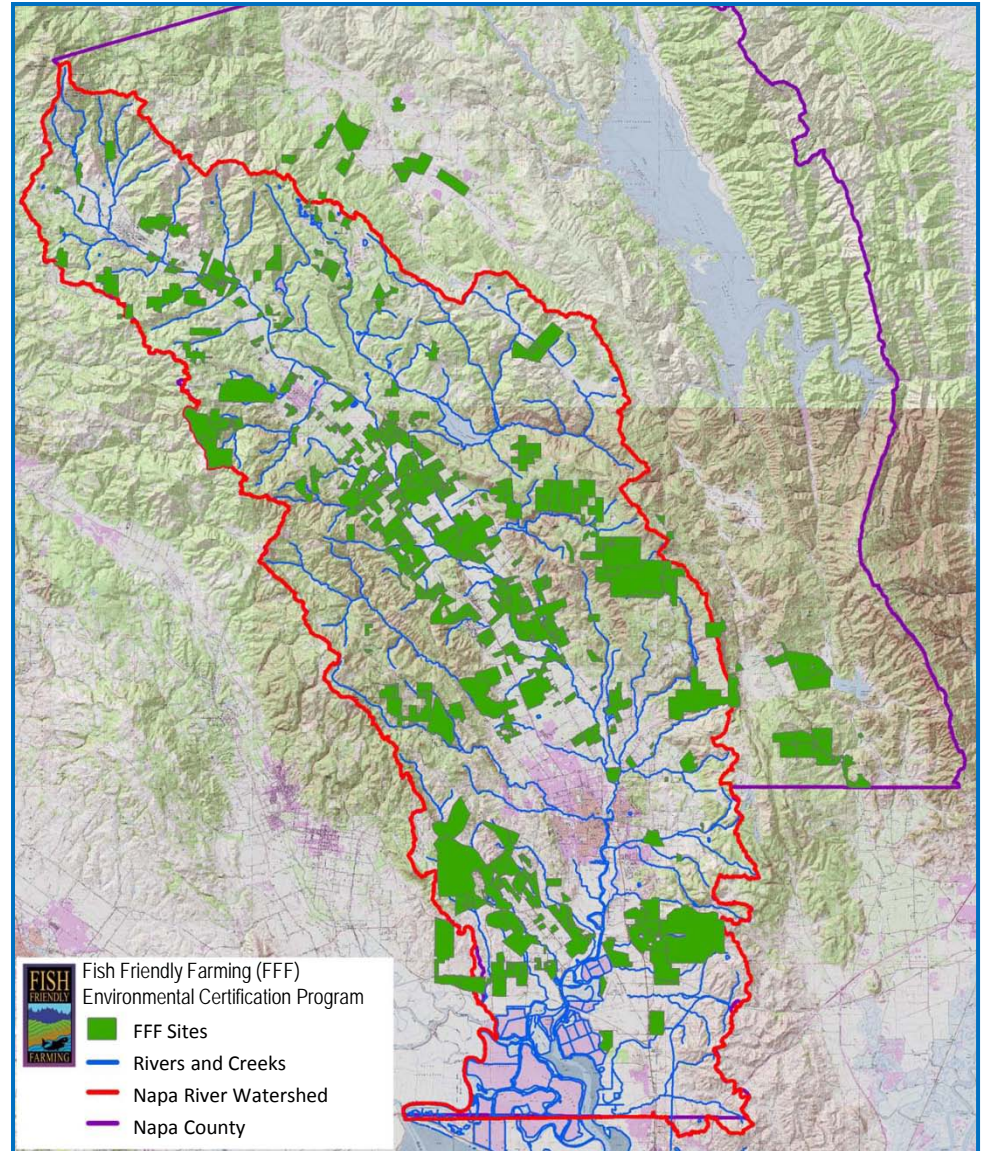 FISH
FRIENDLY
FARMING
Fish Friendly Farming (FFF)
Environmental Certification Program
FFF Sites
Rivers and Creeks
Napa River Watershed
Napa County